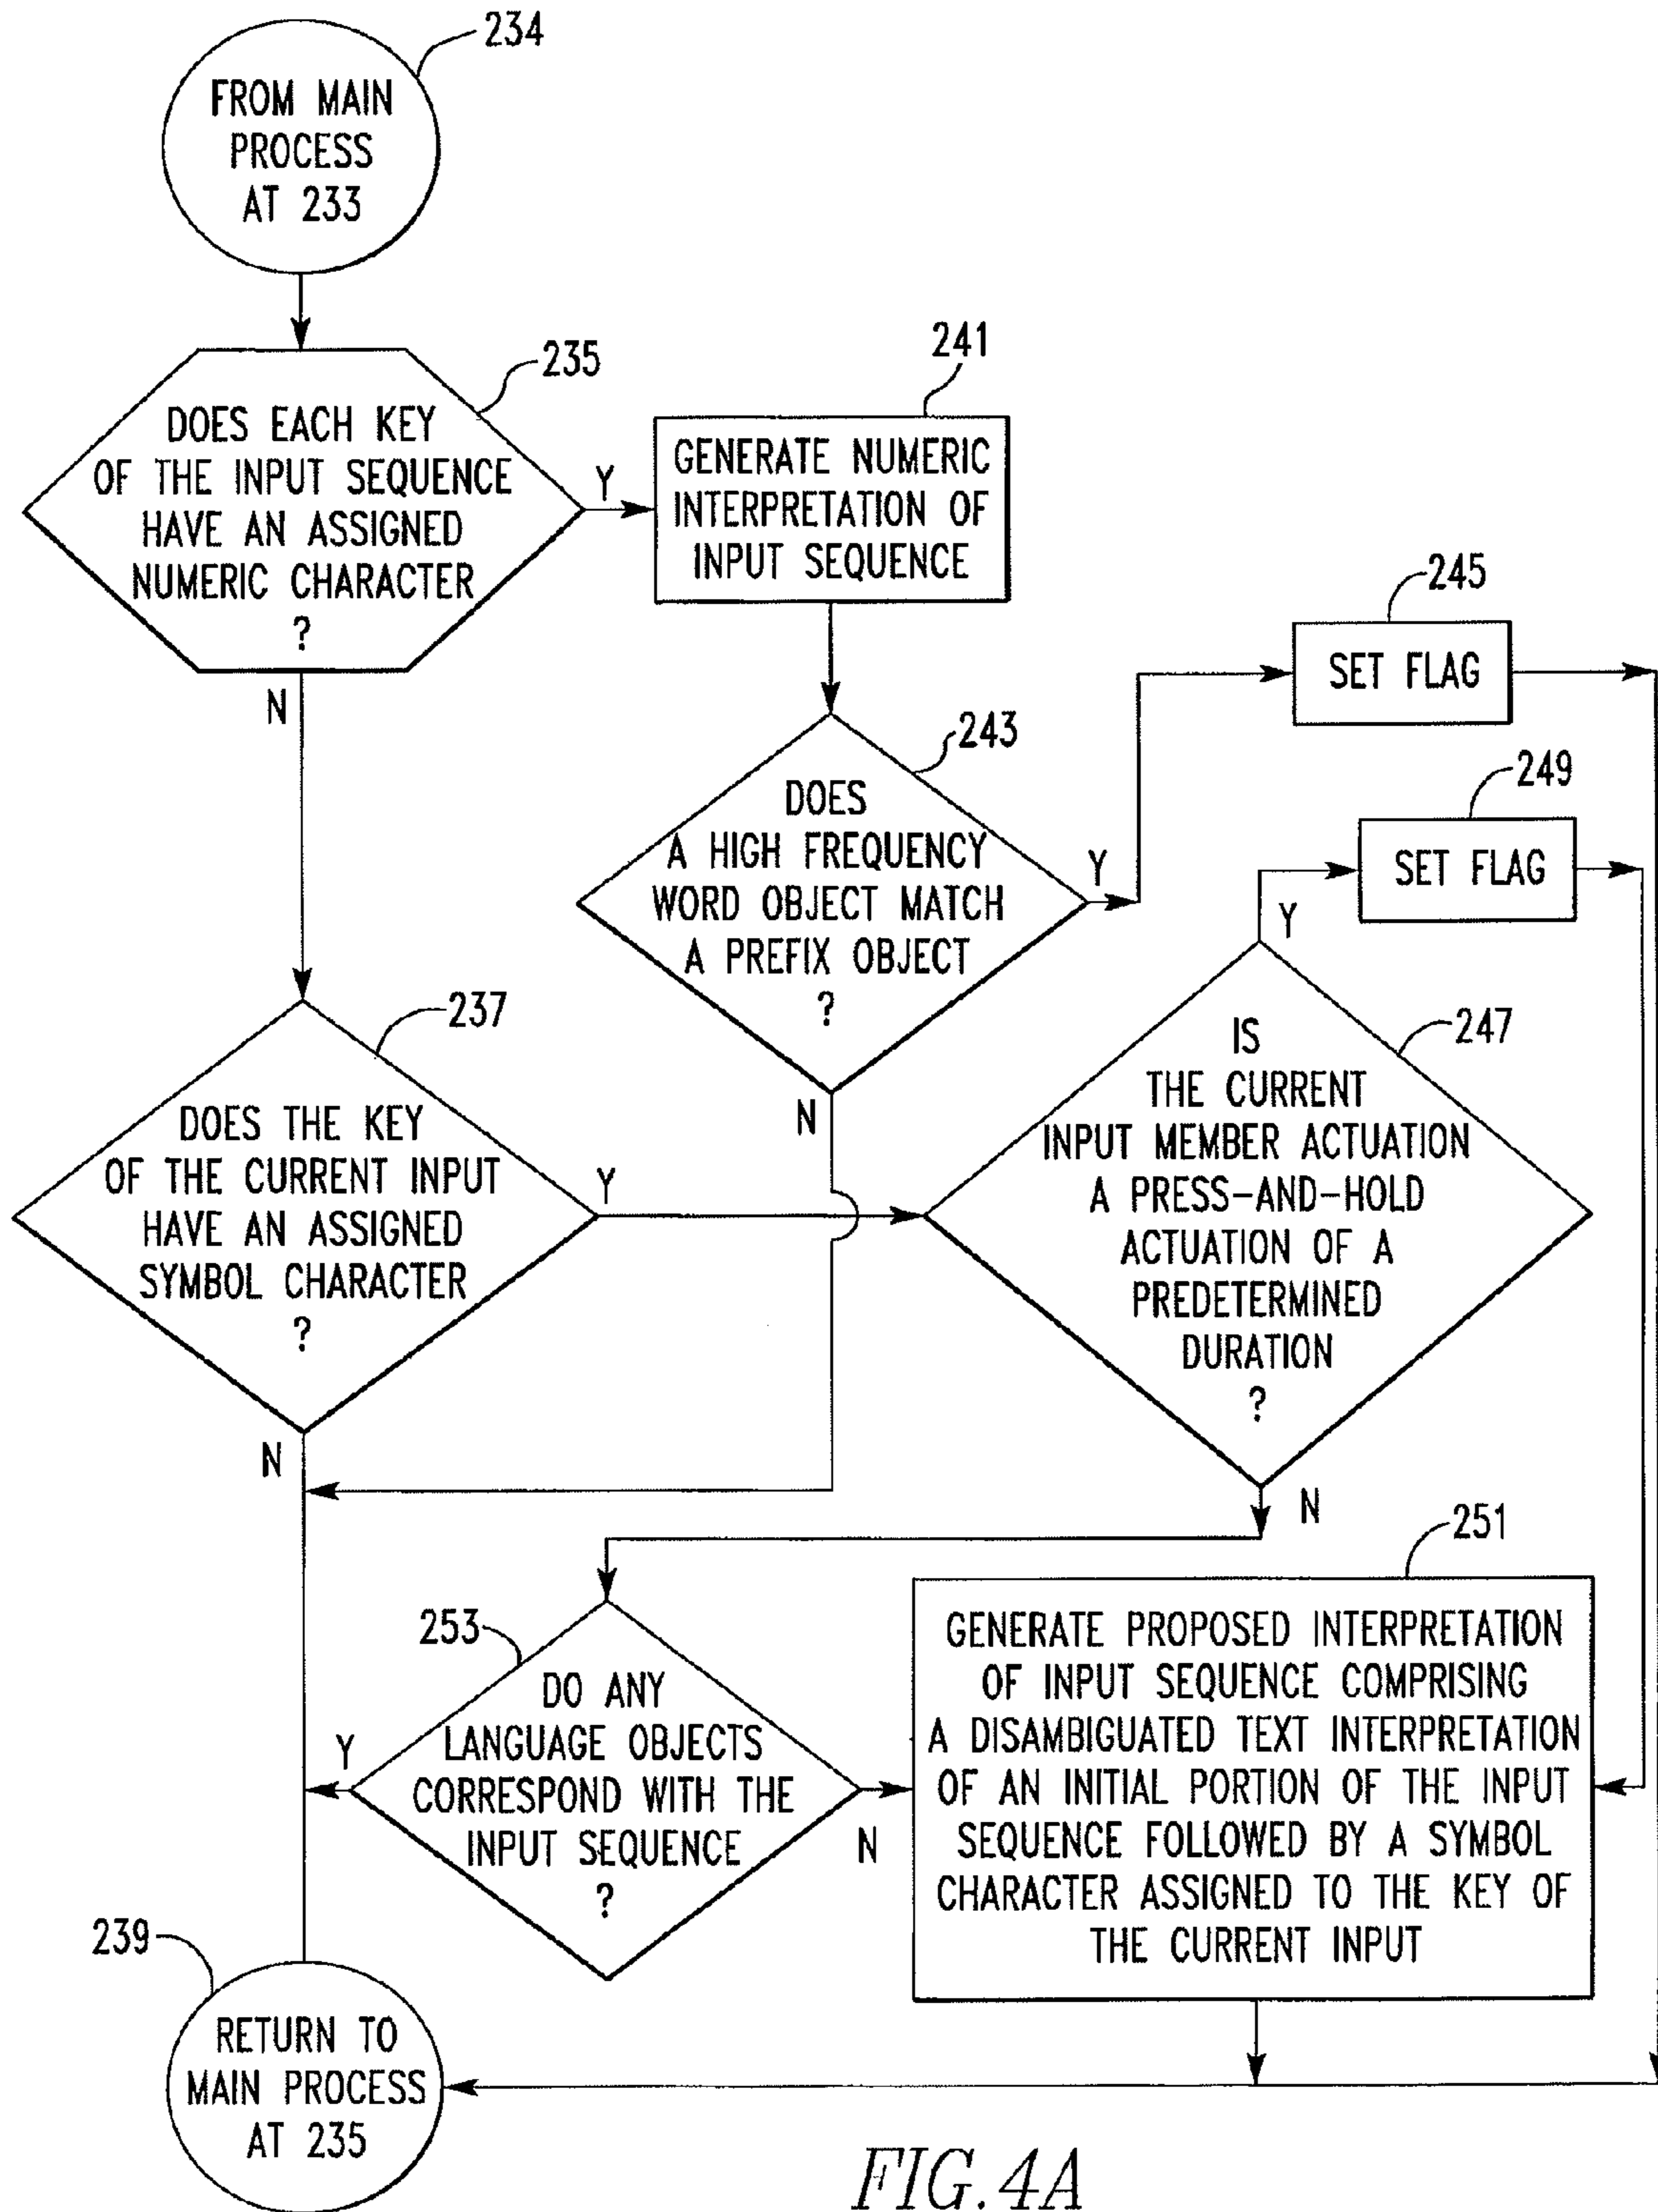 234
FROM MAIN
PROCESS
AT 233
235
DOES EACH KEY
OF THE INPUT SEQUENCE
HAVE AN ASSIGNED
NUMERIC CHARACTER
?
Y
N
241
GENERATE NUMERIC
INTERPRETATION OF
INPUT SEQUENCE
243
DOES
A HIGH FREQUENCY
WORD OBJECT MATCH
A PREFIX OBJECT
?
Y
N
245
SET FLAG
249
SET FLAG
237
DOES THE KEY
OF THE CURRENT INPUT
HAVE AN ASSIGNED
SYMBOL CHARACTER
?
Y
N
247
IS
THE CURRENT
INPUT MEMBER ACTUATION
A PRESS-AND-HOLD
ACTUATION OF A
PREDETERMINED
DURATION
?
Y
N
253
DO ANY
LANGUAGE OBJECTS
CORRESPOND WITH THE
INPUT SEQUENCE
?
Y
N
251
GENERATE PROPOSED INTERPRETATION
OF INPUT SEQUENCE COMPRISING
A DISAMBIGUATED TEXT INTERPRETATION
OF AN INITIAL PORTION OF THE INPUT
SEQUENCE FOLLOWED BY A SYMBOL
CHARACTER ASSIGNED TO THE KEY OF
THE CURRENT INPUT
239
RETURN TO
MAIN PROCESS
AT 235
FIG.4A